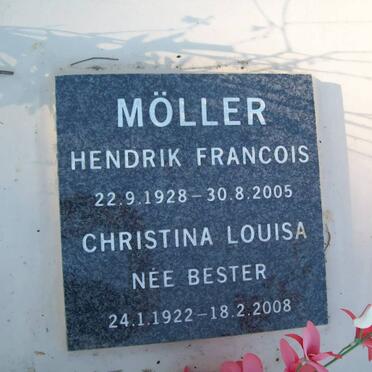 MÖLLER
HENDRIK FRANCOIS
22.9.1928 – 30.8.2005
CHRISTINA LOUISA
NÉE BESTER
24.1.1922 – 18.2.2008